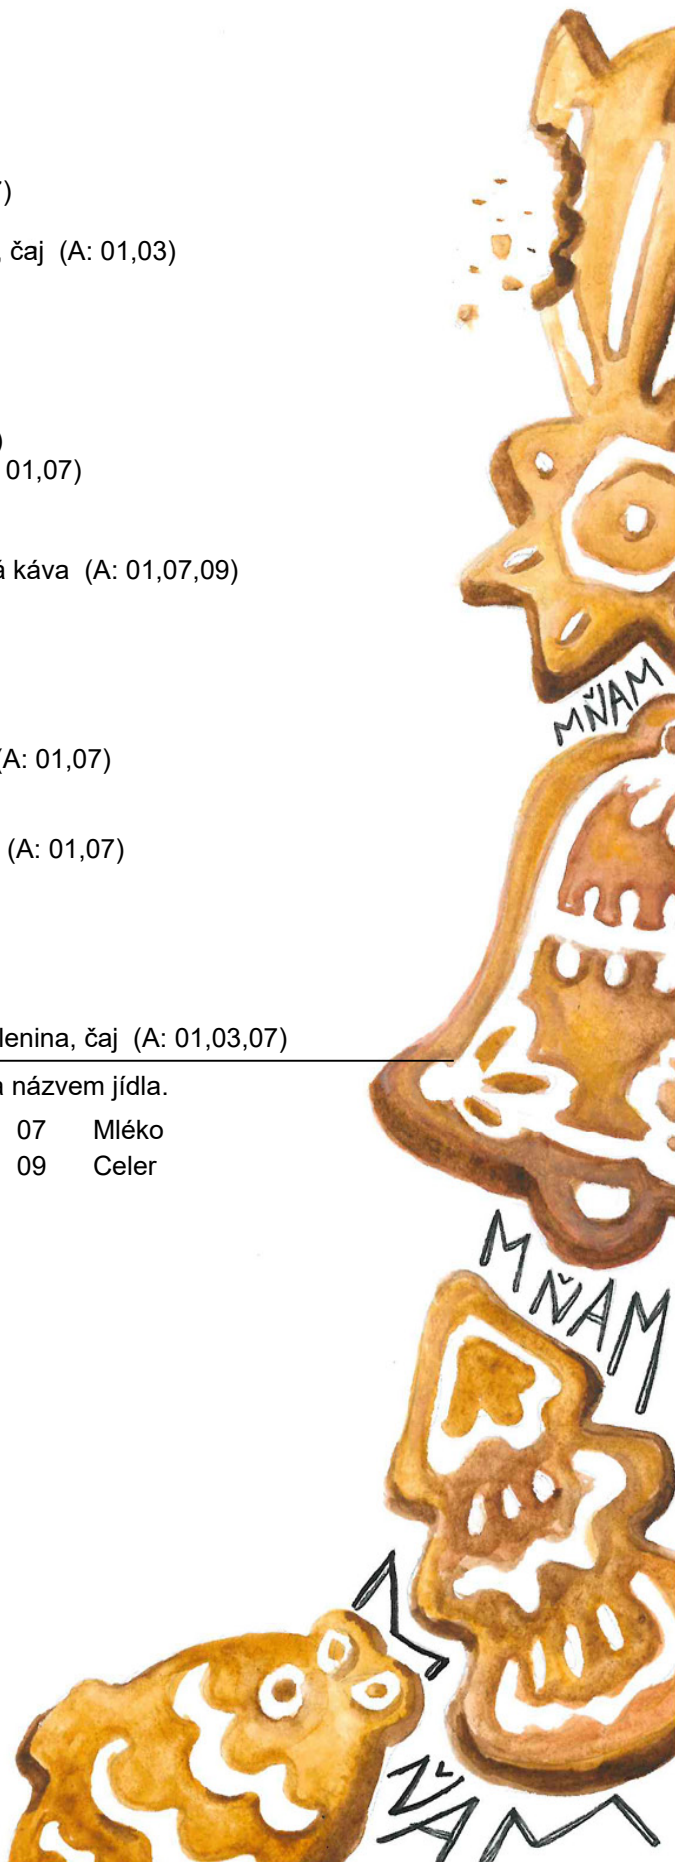 )
, čaj (A: 01,03)
)
01,07)
á káva (A: 01,07,09)
(A: 01,07)
(A: 01,07)
lenina, čaj (A: 01,03,07)
a názvem jídla.
07 Mléko
09 Celer
MŇAM
MŇAM
MŇAM